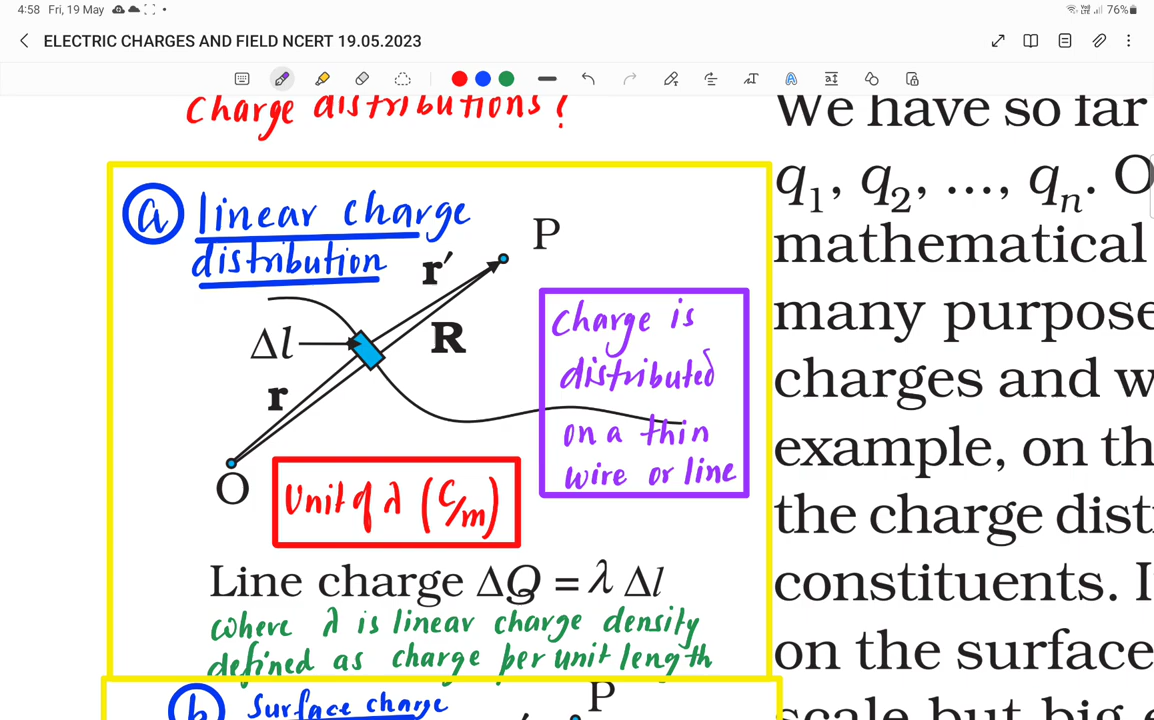 4:58 Fri, 19 May
76%
ELECTRIC CHARGES AND FIELD NCERT 19.05.2023
Charge distributions?
a linear charge
distribution
P
r′
R
Δl
r
O
Charge is
distributed
on a thin
wire or line
Unit of λ (C/m)
Line charge ΔQ = λ Δl
where λ is linear charge density
defined as charge per unit length
b Surface charge
P
We have so far
q1, q2, ..., qn. O
mathematical
many purpose
charges and w
example, on th
the charge dist
constituents. I
on the surface
scale but big